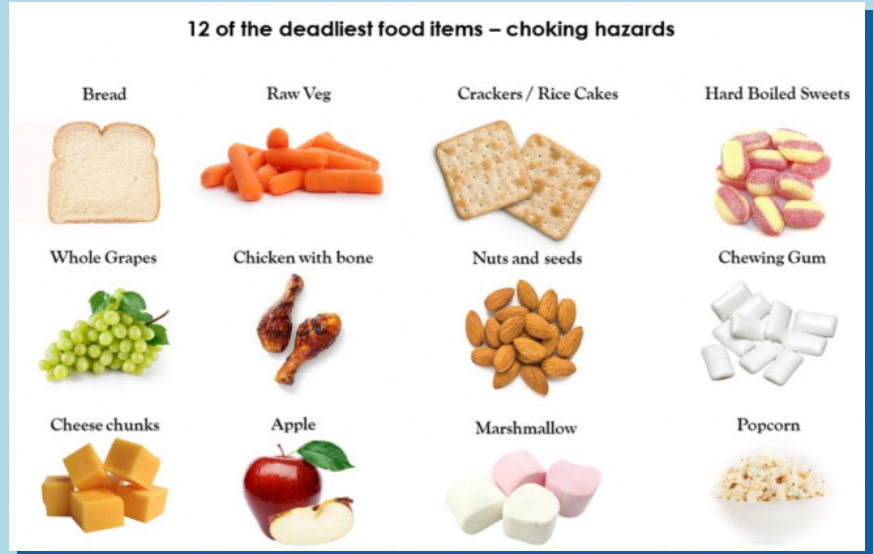 12 of the deadliest food items – choking hazards
Bread
Raw Veg
Crackers / Rice Cakes
Hard Boiled Sweets
Whole Grapes
Chicken with bone
Nuts and seeds
Chewing Gum
Cheese chunks
Apple
Marshmallow
Popcorn